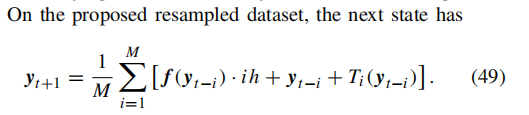 On the proposed resampled dataset, the next state has
y_{t+1} = \frac{1}{M} \sum_{i=1}^{M} [f(y_{t-i}) \cdot ih + y_{t-i} + T_i(y_{t-i})]. (49)